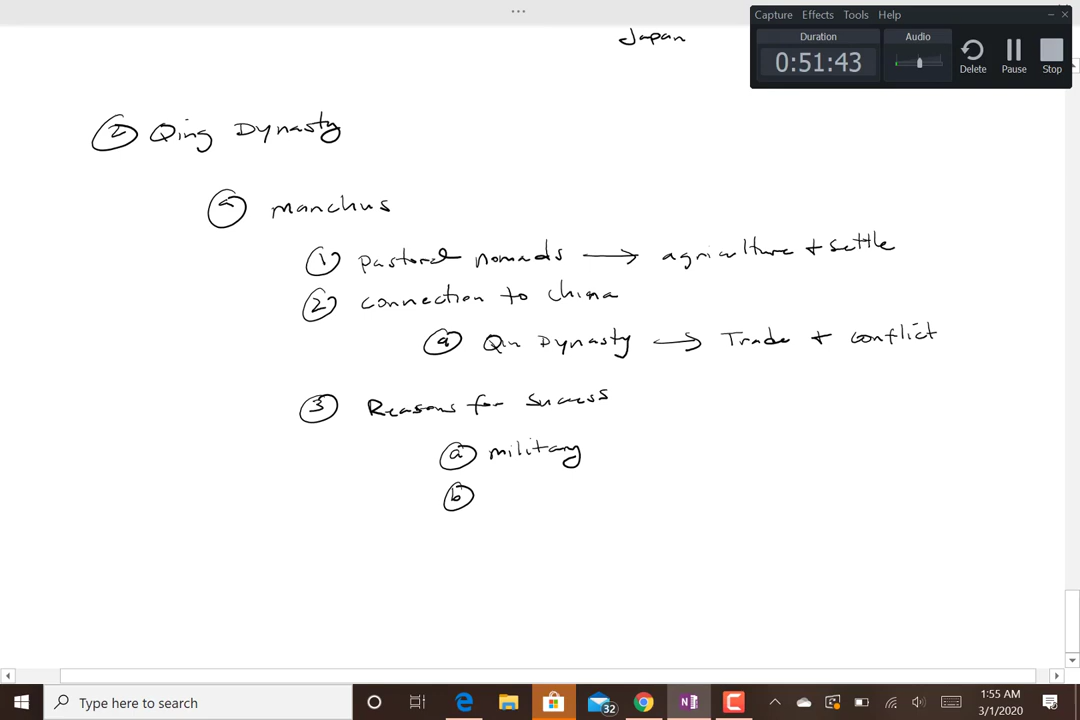 Japan
Capture Effects Tools Help
Duration
Audio
0:51:43
Delete Pause Stop
② Qing Dynasty
ⓐ manchus
① pastoral nomads → agriculture + settle
② connection to China
ⓐ Qin Dynasty → Trade + conflict
③ Reasons for Success
ⓐ military
ⓑ
Type here to search
32
1:55 AM
3/1/2020